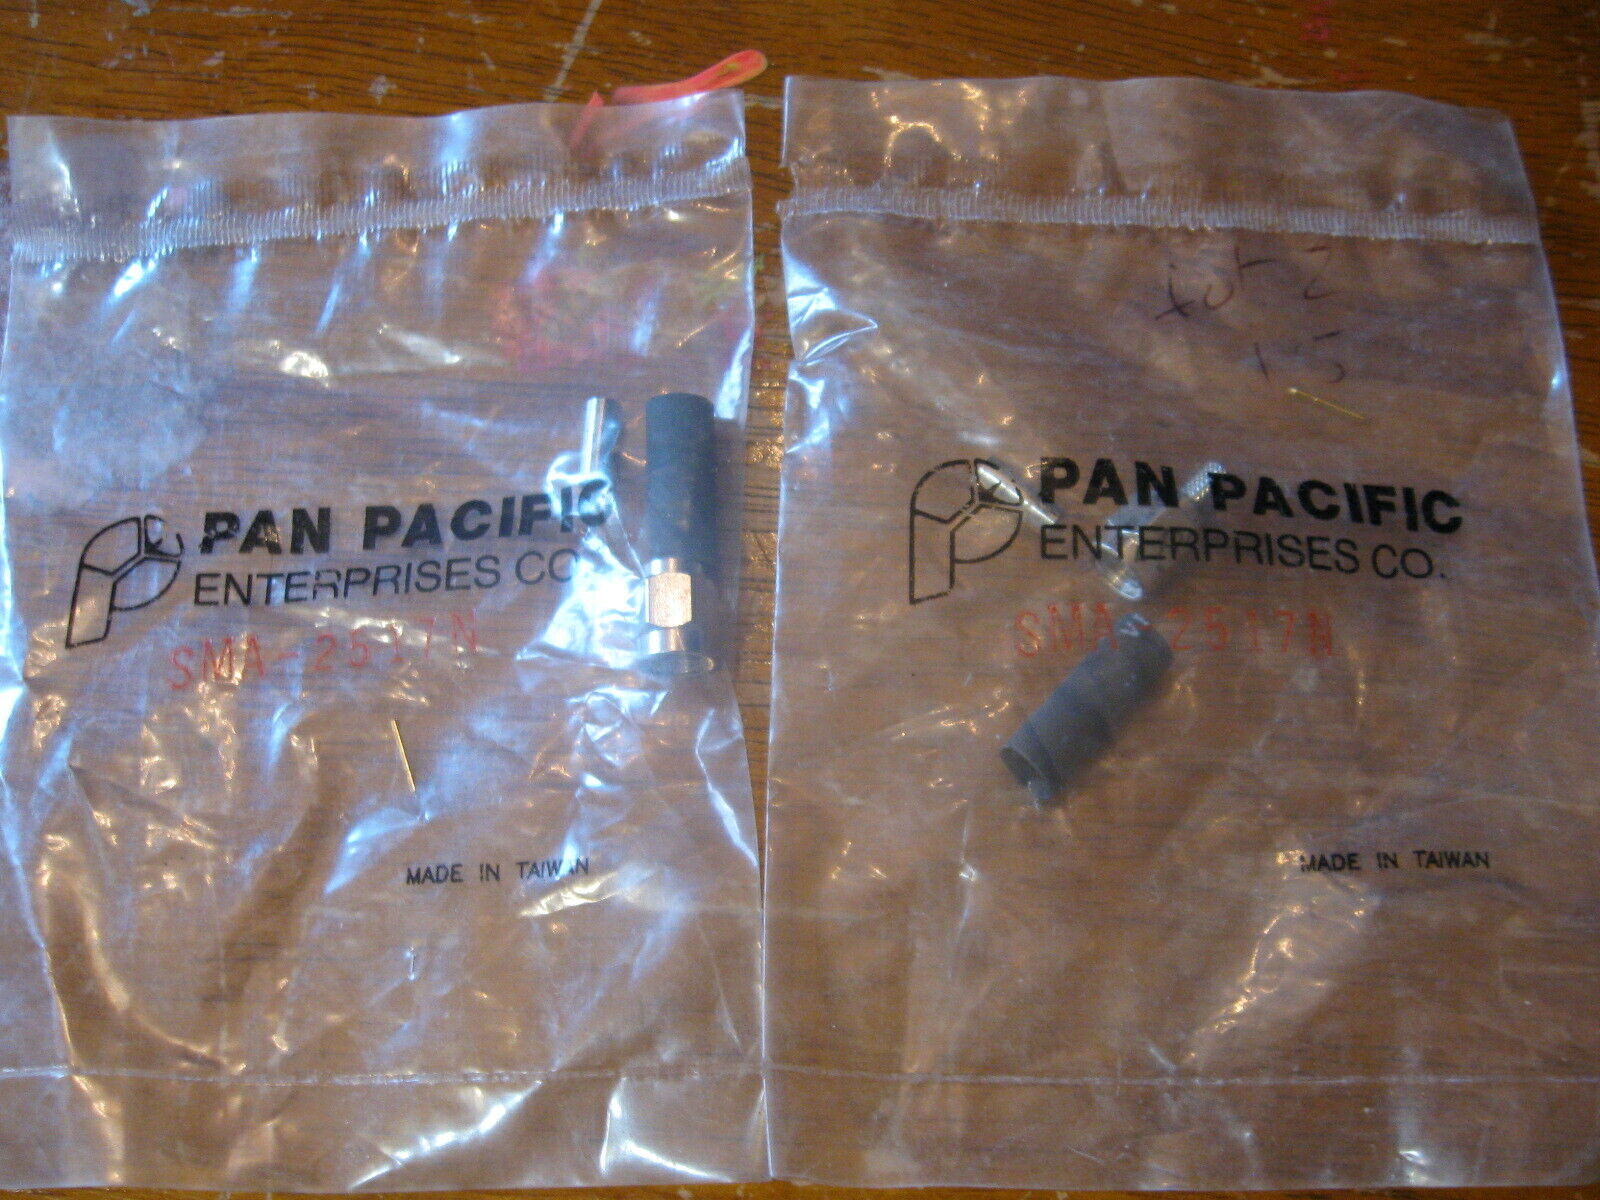 PAN PACIFIC
ENTERPRISES CO.
SMA-2517N
MADE IN TAIWAN
PAN PACIFIC
ENTERPRISES CO.
SMA-2517N
MADE IN TAIWAN